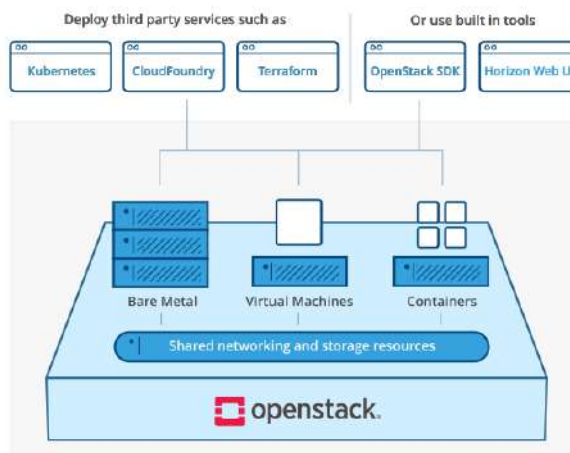 Deploy third party services such as
Or use built in tools
Kubernetes
CloudFoundry
Terraform
OpenStack SDK
Horizon Web U
Bare Metal
Virtual Machines
Containers
Shared networking and storage resources
openstack.